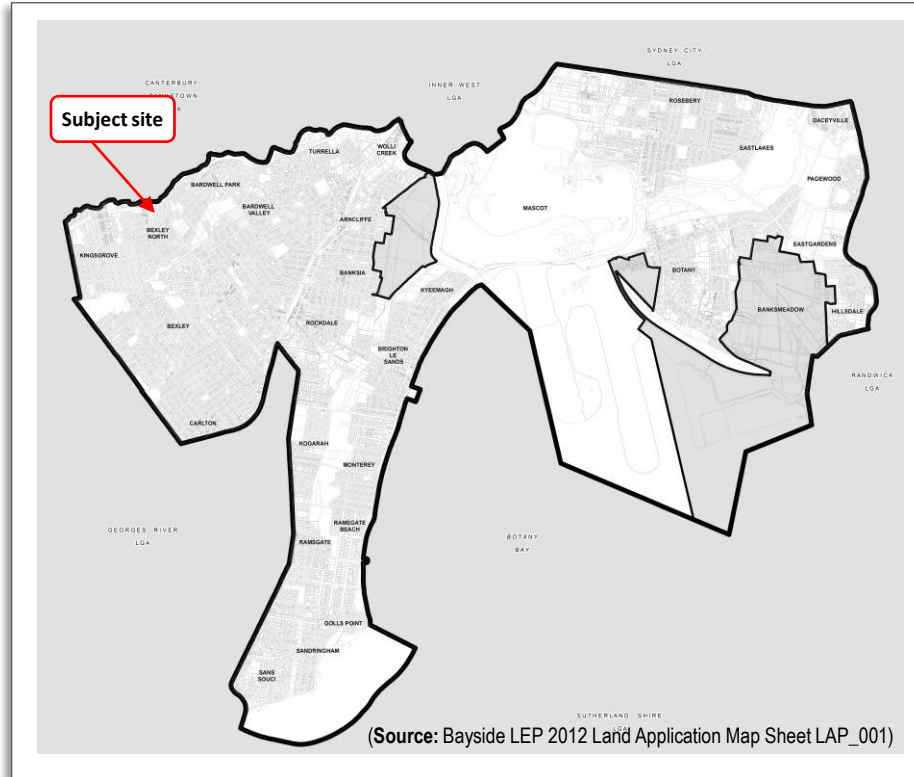 SYDNEY CITY
LGA
CANTERBURY-
LGA
INNER WEST
LGA
Subject site
ROSEBERY
DACEYVILLE
WOLLI
CREEK
TURRELLA
EASTLAKES
BARDWELL PARK
PAGEWOOD
BARDWELL
VALLEY
MASCOT
ARNCLIFFE
BEXLEY
NORTH
EASTGARDENS
KINGSGROVE
BANKSIA
BOTANY
KYEEMAGH
BANKSMEADOW
HILLSDALE
BEXLEY
ROCKDALE
BRIGHTON
LE
SANDS
RANDWICK
LGA
CARLTON
KOGARAH
MONTEREY
GEORGES RIVER
LGA
RAMSGATE
BEACH
RAMSGATE
BOTANY
BAY
DOLLS POINT
SANDRINGHAM
SANS
SOUCI
SUTHERLAND SHIRE
LGA
(Source: Bayside LEP 2012 Land Application Map Sheet LAP_001)